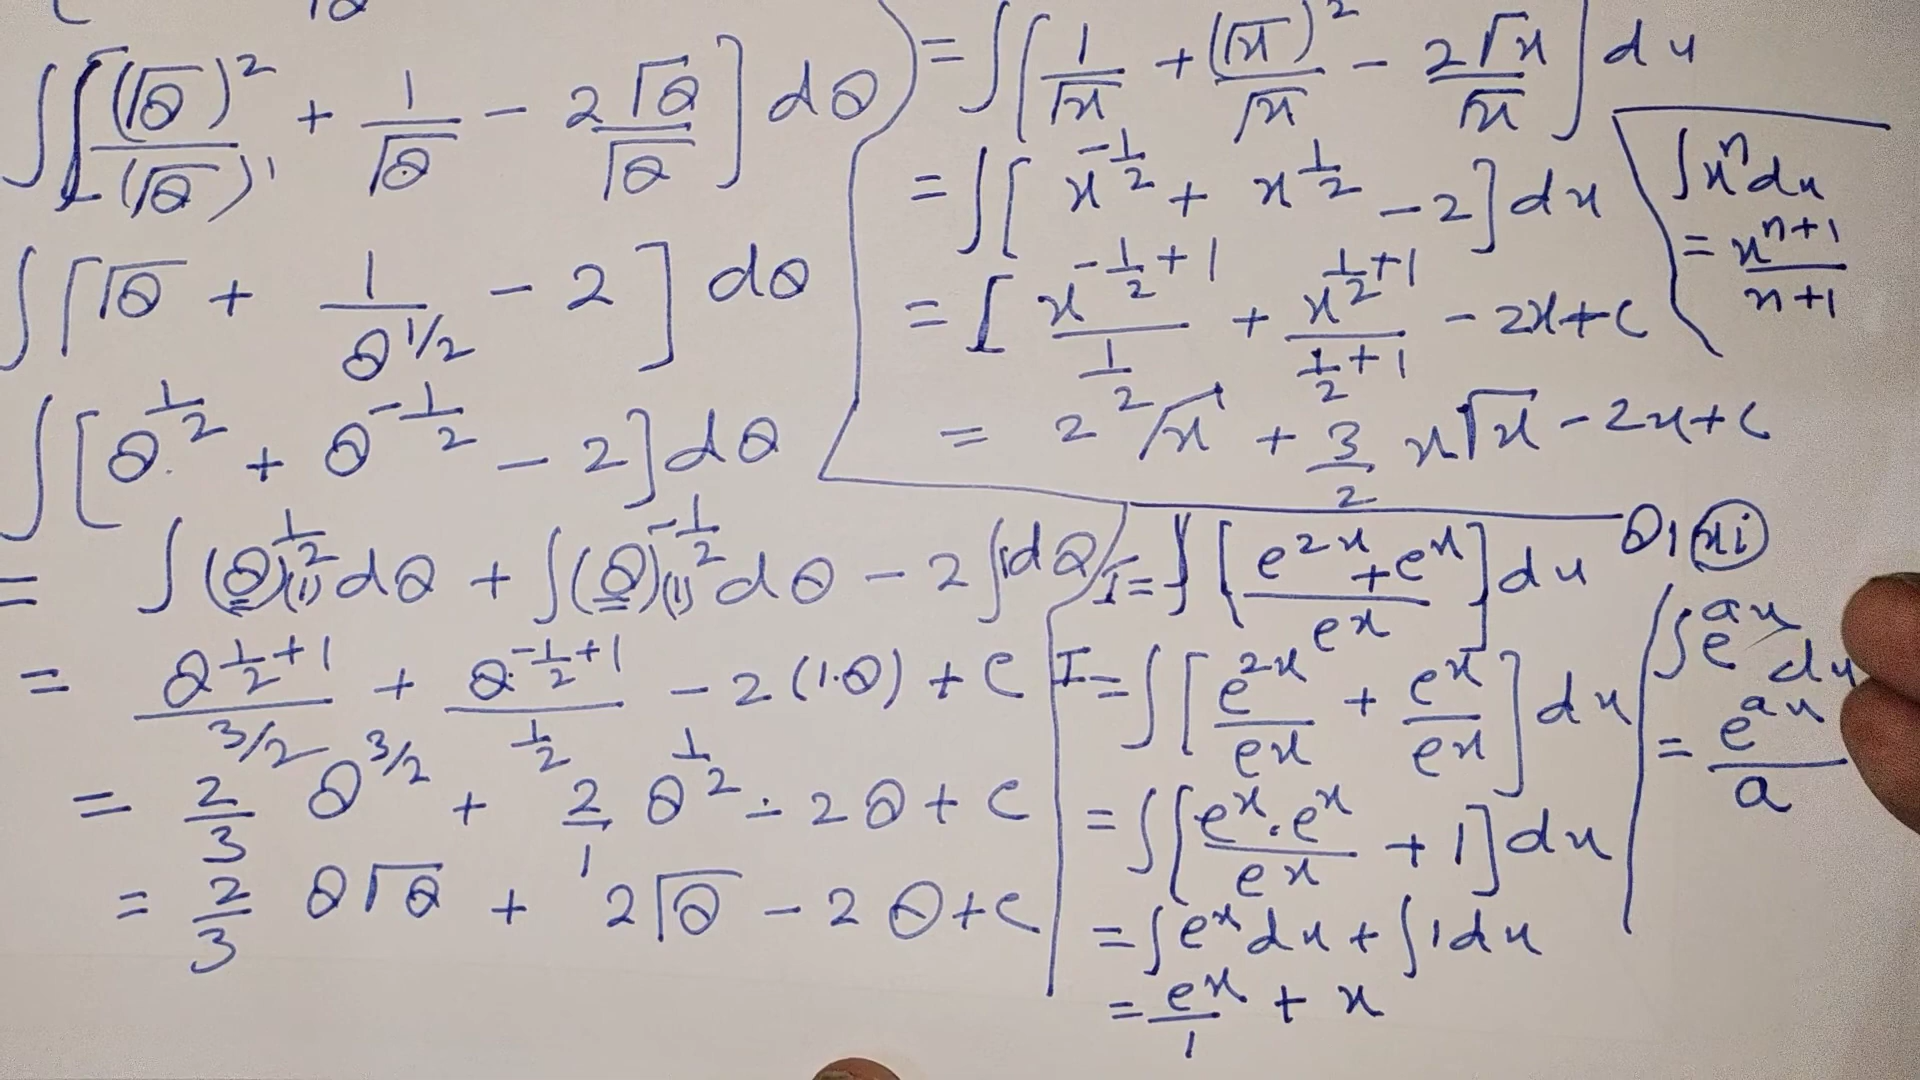 ∫[(√θ)²/(√θ)¹ + 1/√θ - 2√θ/√θ] dθ
∫[√θ + 1/θ^1/2 - 2] dθ
∫[θ^1/2 + θ^-1/2 - 2] dθ
= ∫(θ)(1)^1/2 dθ + ∫(θ)(1)^-1/2 dθ - 2∫1dθ
= θ^1/2+1 / 3/2 + θ^-1/2+1 / 1/2 - 2(1.θ) + c
= 2/3 θ^3/2 + 2/1 θ^1/2 - 2θ + c
= 2/3 θ√θ + 2√θ - 2θ + c
= ∫[1/√x + (√x)²/√x - 2√x/√x] dx
= ∫[x^-1/2 + x^1/2 - 2] dx
= [x^-1/2+1 / 1/2 + x^1/2+1 / 1/2+1 - 2x + c
= 2√x + 3/2 x√x - 2x + c
∫x^n dx
= x^n+1
n+1
Q1 (xi)
I = ∫[e^2x + e^x / e^x] dx
I = ∫[e^2x/e^x + e^x/e^x] dx
= ∫[e^x.e^x/e^x + 1] dx
= ∫e^x dx + ∫1dx
= e^x/1 + x
∫e^ax dx
= e^ax
a